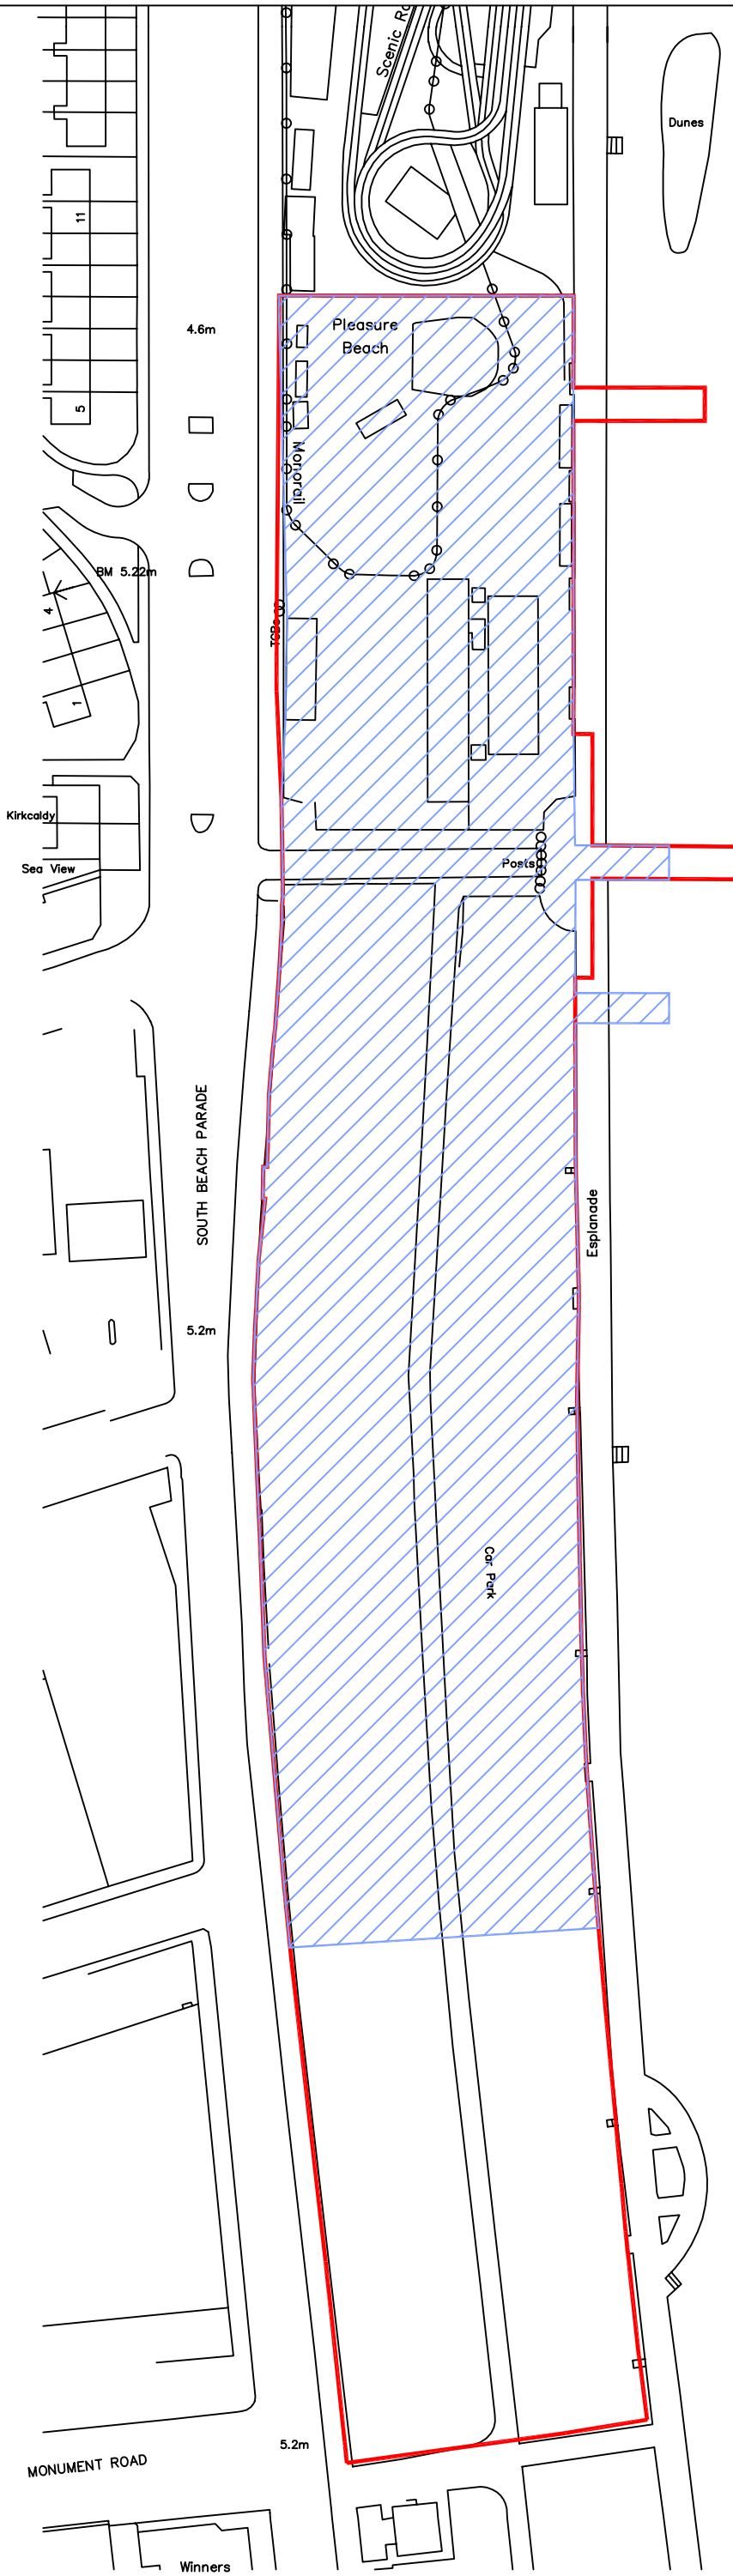 Scenic Ro
Dunes
11
4.6m
Pleasure
Beach
5
Monorail
BM 5.22m
4
TCBs
1
Kirkcaldy
Posts
Sea View
SOUTH BEACH PARADE
Esplanade
5.2m
Car Park
5.2m
MONUMENT ROAD
Winners